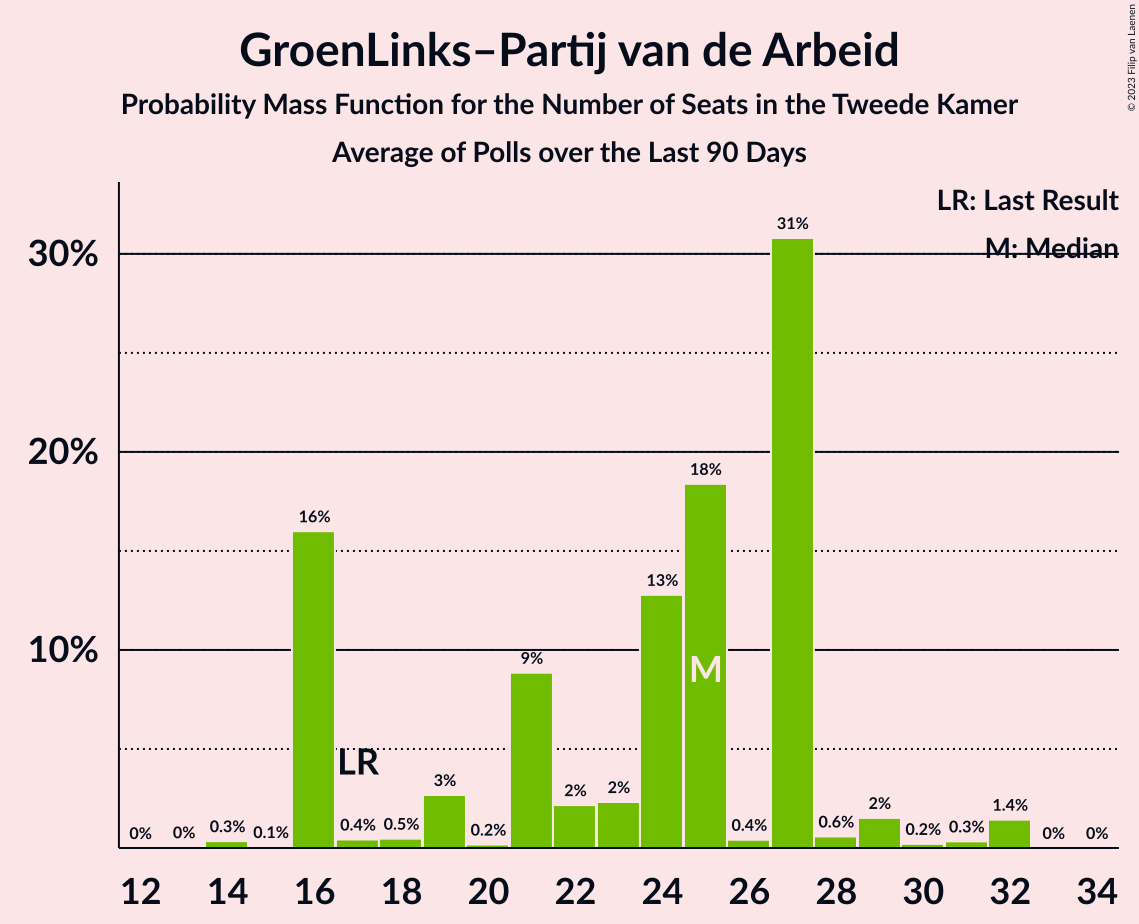 GroenLinks–Partij van de Arbeid
Probability Mass Function for the Number of Seats in the Tweede Kamer
Average of Polls over the Last 90 Days
© 2023 Filip van Laenen
LR: Last Result
M: Median
30%
20%
10%
0%
0%
0.3%
0.1%
16%
0.4%
0.5%
3%
0.2%
9%
2%
2%
13%
18%
0.4%
31%
0.6%
2%
0.2%
0.3%
1.4%
0%
0%
LR
M
12 14 16 18 20 22 24 26 28 30 32 34